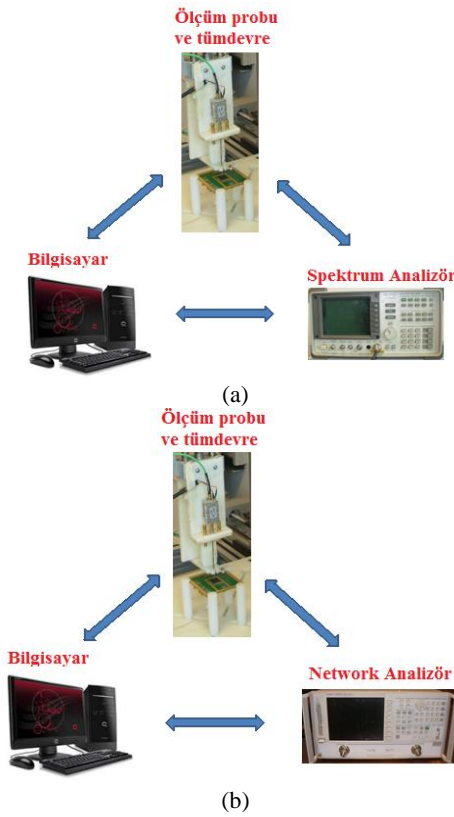 Ölçüm probu
ve tümdevre
Bilgisayar
Spektrum Analizör
(a)
Ölçüm probu
ve tümdevre
Bilgisayar
Network Analizör
(b)